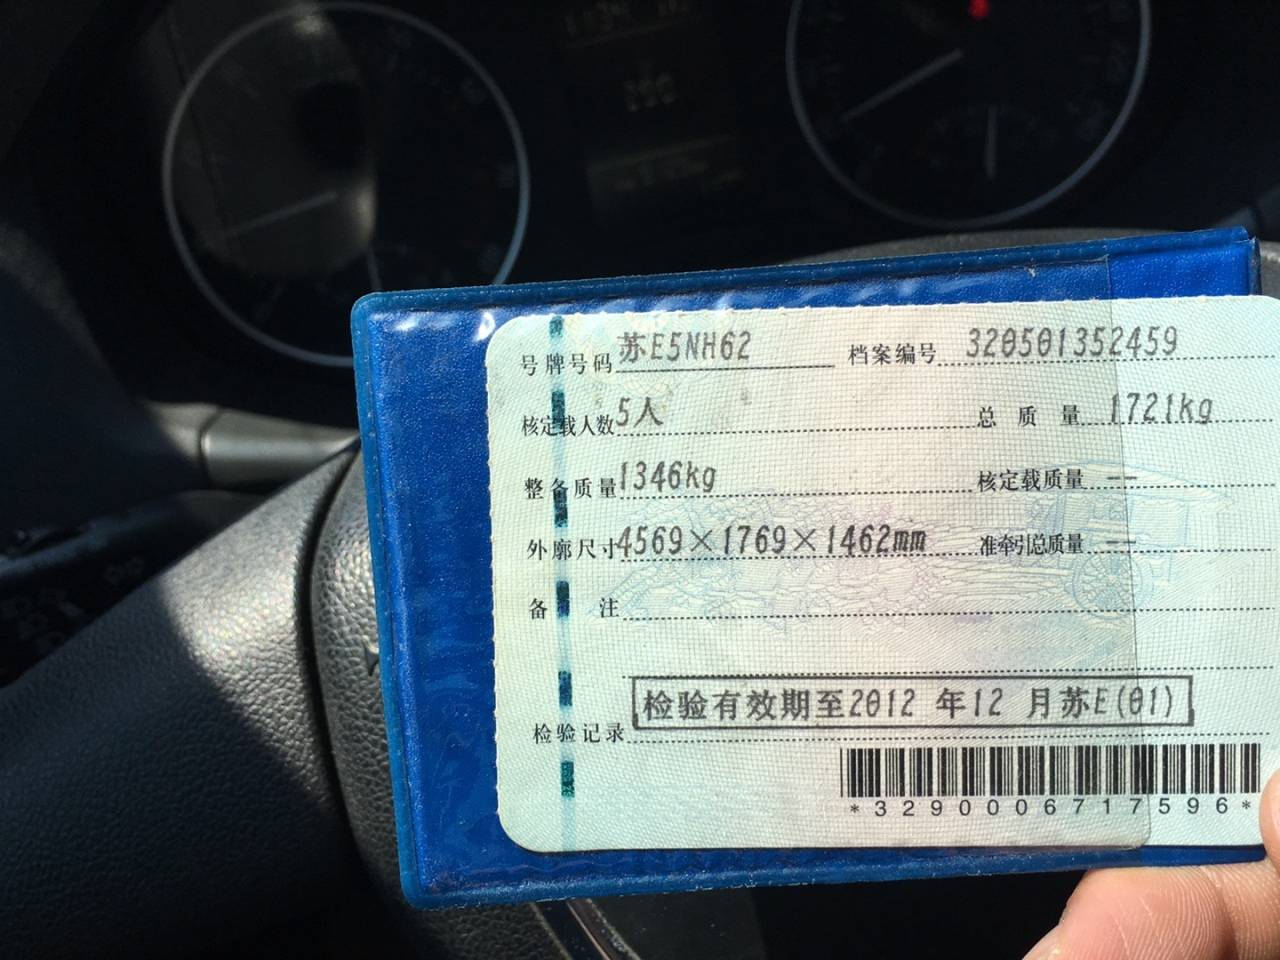 号牌号码 苏E5NH62 档案编号 320501352459
核定载人数 5人 总质量 1721kg
整备质量 1346kg 核定载质量 --
外廓尺寸 4569×1769×1462mm 准牵引总质量 --
备注
检验记录 检验有效期至2012 年12 月苏E(01)
*3290006717596*